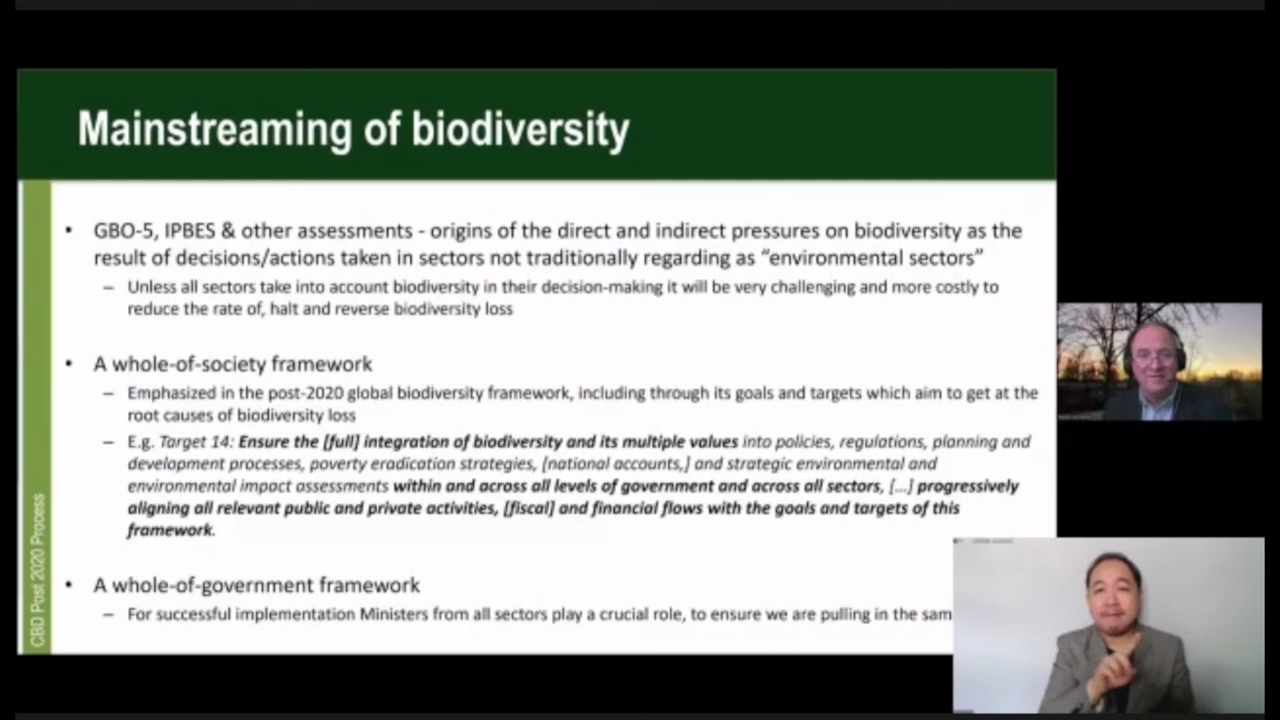 Mainstreaming of biodiversity
• GBO-5, IPBES & other assessments - origins of the direct and indirect pressures on biodiversity as the
result of decisions/actions taken in sectors not traditionally regarding as “environmental sectors”
– Unless all sectors take into account biodiversity in their decision-making it will be very challenging and more costly to
reduce the rate of, halt and reverse biodiversity loss
• A whole-of-society framework
– Emphasized in the post-2020 global biodiversity framework, including through its goals and targets which aim to get at the
root causes of biodiversity loss
– E.g. Target 14: Ensure the [full] integration of biodiversity and its multiple values into policies, regulations, planning and
development processes, poverty eradication strategies, [national accounts,] and strategic environmental and
environmental impact assessments within and across all levels of government and across all sectors, [...] progressively
aligning all relevant public and private activities, [fiscal] and financial flows with the goals and targets of this
framework.
• A whole-of-government framework
– For successful implementation Ministers from all sectors play a crucial role, to ensure we are pulling in the sam
CBD Post 2020 Process